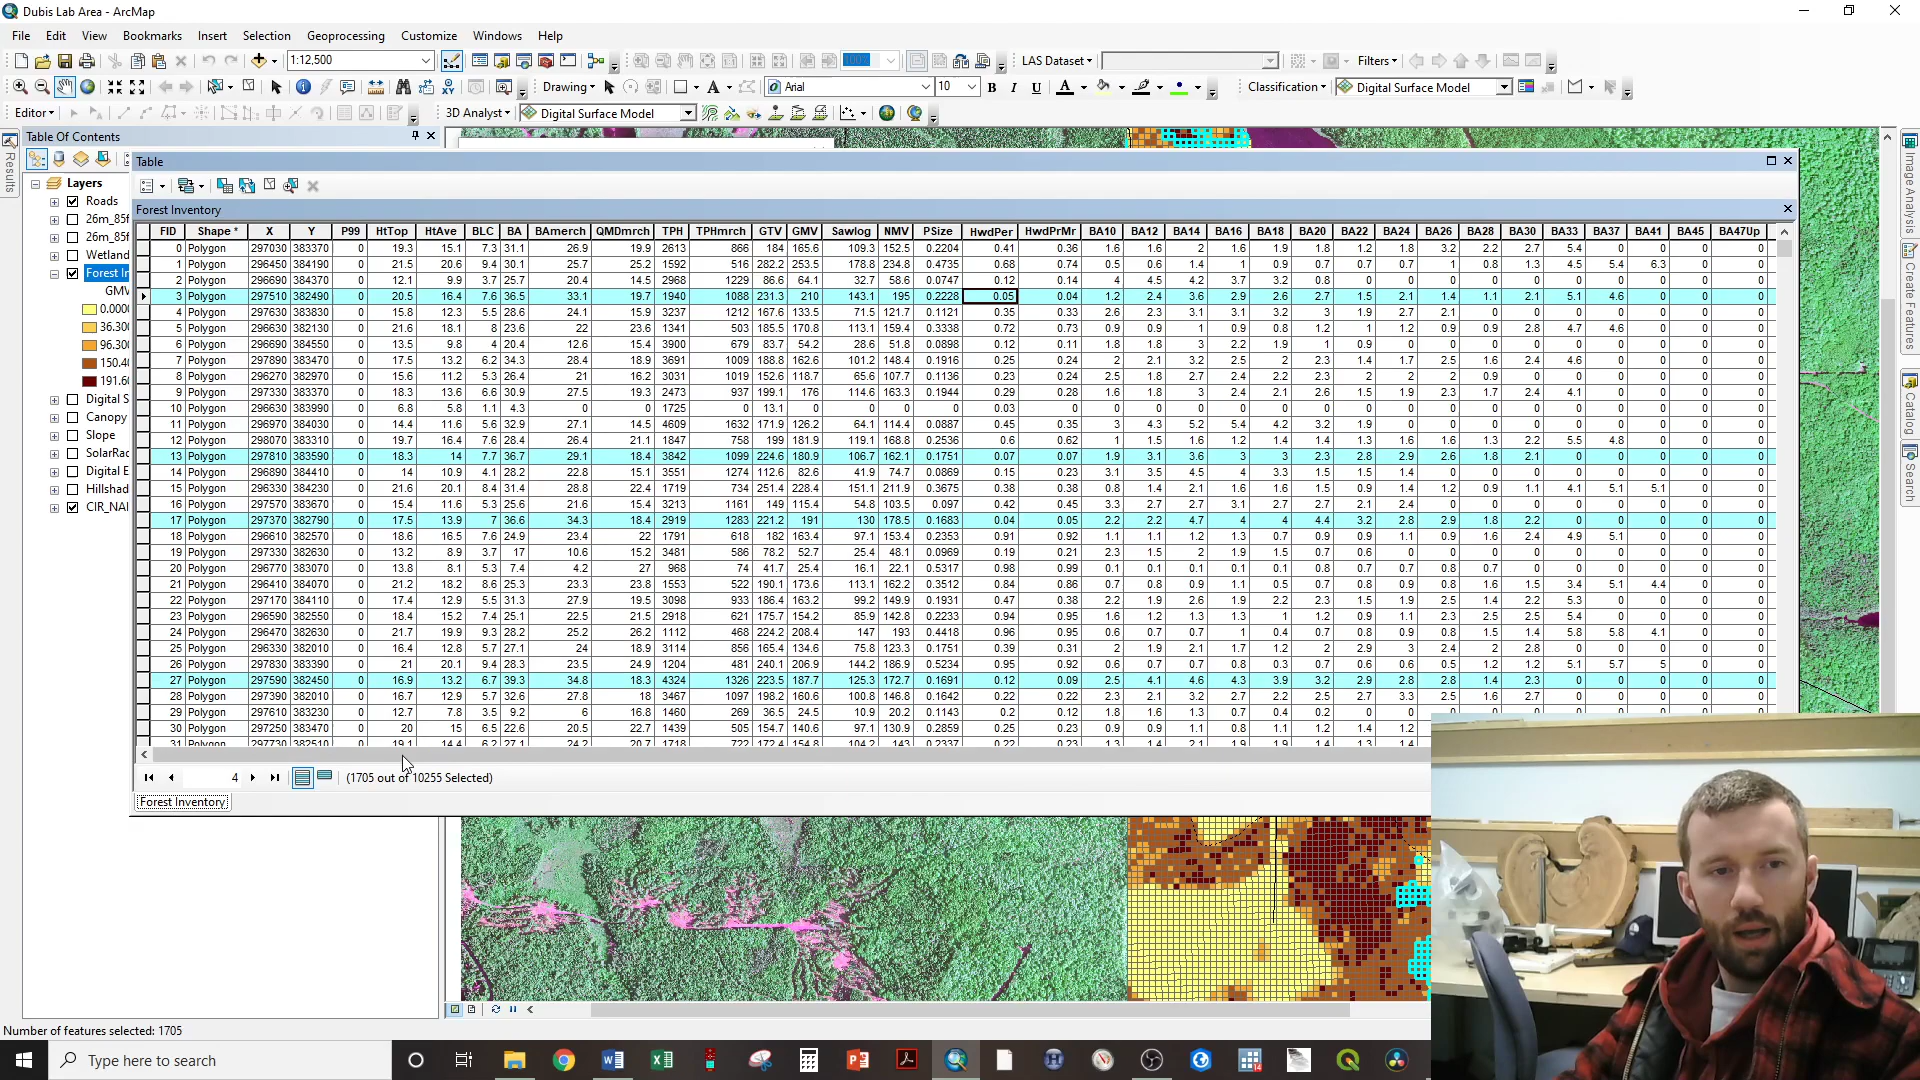 Dubis Lab Area - ArcMap
File Edit View Bookmarks Insert Selection Geoprocessing Customize Windows Help
1:12,500 100% LAS Dataset Filters
Drawing Arial 10 B I U A Classification Digital Surface Model
Editor 3D Analyst Digital Surface Model
Table Of Contents
Results
Layers
Roads
26m_85f
26m_85f
Wetland
Forest In
GMV
0.0000
36.300
96.300
150.40
191.60
Digital S
Canopy
Slope
SolarRad
Digital E
Hillshad
CIR_NAI
Image Analysis
Create Features
Catalog
Search
Table
Forest Inventory
FID Shape * X Y P99 HtTop HtAve BLC BA BAmerch QMDmrch TPH TPHmrch GTV GMV Sawlog NMV PSize HwdPer HwdPrMr BA10 BA12 BA14 BA16 BA18 BA20 BA22 BA24 BA26 BA28 BA30 BA33 BA37 BA41 BA45 BA47Up
0 Polygon 297030 383370 0 19.3 15.1 7.3 31.1 26.9 19.9 2613 866 184 165.6 109.3 152.5 0.2204 0.41 0.36 1.6 1.6 2 1.6 1.9 1.8 1.2 1.8 3.2 2.2 2.7 5.4 0 0 0 0
1 Polygon 296450 384190 0 21.5 20.6 9.4 30.1 25.7 25.2 1592 516 282.2 253.5 178.8 234.8 0.4735 0.68 0.74 0.5 0.6 1.4 1 0.9 0.7 0.7 0.7 1 0.8 1.3 4.5 5.4 6.3 0 0
2 Polygon 296690 384410 0 12.1 9.9 3.7 25.7 20.4 14.5 2968 1229 86.6 64.1 32.7 58.6 0.0747 0.12 0.14 4 4.5 4.2 3.7 3.2 0.8 0 0 0 0 0 0 0 0 0 0
3 Polygon 297510 382490 0 20.5 16.4 7.6 36.5 33.1 19.7 1940 1088 231.3 210 143.1 195 0.2228 0.05 0.04 1.2 2.4 3.6 2.9 2.6 2.7 1.5 2.1 1.4 1.1 2.1 5.1 4.6 0 0 0
4 Polygon 297630 383830 0 15.8 12.3 5.5 28.6 24.1 15.9 3237 1212 167.6 133.5 71.5 121.7 0.1121 0.35 0.33 2.6 2.3 3.1 3.1 3.2 3 1.9 2.7 2.1 0 0 0 0 0 0 0
5 Polygon 296630 382130 0 21.6 18.1 8 23.6 22 23.6 1341 503 185.5 170.8 113.1 159.4 0.3338 0.72 0.73 0.9 0.9 1 0.9 0.8 1.2 1 1.2 0.9 0.9 2.8 4.7 4.6 0 0 0
6 Polygon 296690 384550 0 13.5 9.8 4 20.4 12.6 15.4 3900 679 83.7 54.2 28.6 51.8 0.0898 0.12 0.11 1.8 1.8 3 2.2 1.9 1 0.9 0 0 0 0 0 0 0 0 0
7 Polygon 297890 383470 0 17.5 13.2 6.2 34.3 28.4 18.9 3691 1009 188.8 162.6 101.2 148.4 0.1916 0.25 0.24 2 2.1 3.2 2.5 2 2.3 1.4 1.7 2.5 1.6 2.4 4.6 0 0 0 0
8 Polygon 296270 382970 0 15.6 11.2 5.3 26.4 21 16.2 3031 1019 152.6 118.7 65.6 107.7 0.1136 0.23 0.24 2.5 1.8 2.7 2.4 2.2 2.3 2 2 2 0.9 0 0 0 0 0 0
9 Polygon 297330 383370 0 18.3 13.6 6.6 30.9 27.5 19.3 2473 937 199.1 176 114.6 163.3 0.1944 0.29 0.28 1.6 1.8 3 2.4 2.1 2.6 1.5 1.9 2.3 1.7 2.4 4.1 0 0 0 0
10 Polygon 296630 383990 0 6.8 5.8 1.1 4.3 0 0 1725 0 13.1 0 0 0 0 0.03 0 0 0 0 0 0 0 0 0 0 0 0 0 0 0 0 0
11 Polygon 296970 384030 0 14.4 11.6 5.6 32.9 27.1 14.5 4609 1632 171.9 126.2 64.1 114.4 0.0887 0.45 0.35 3 4.3 5.2 5.4 4.2 3.2 1.9 0 0 0 0 0 0 0 0 0
12 Polygon 298070 383310 0 19.7 16.4 7.6 28.4 26.4 21.1 1847 758 199 181.9 119.1 168.8 0.2536 0.6 0.62 1 1.5 1.6 1.2 1.4 1.4 1.3 1.6 1.6 1.3 2.2 5.5 4.8 0 0 0
13 Polygon 297810 383590 0 18.3 14 7.7 36.7 29.1 18.4 3842 1099 224.6 180.9 106.7 162.1 0.1751 0.07 0.07 1.9 3.1 3.6 3 3 2.3 2.8 2.9 2.6 1.8 2.1 0 0 0 0 0
14 Polygon 296890 384410 0 14 10.9 4.1 28.2 22.8 15.1 3551 1274 112.6 82.6 41.9 74.7 0.0869 0.15 0.23 3.1 3.5 4.5 4 3.3 1.5 1.5 1.4 0 0 0 0 0 0 0 0
15 Polygon 296330 384230 0 21.6 20.1 8.4 31.4 28.8 22.4 1719 734 251.4 228.4 151.1 211.9 0.3675 0.38 0.38 0.8 1.4 2.1 1.6 1.6 1.5 0.9 1.4 1.2 0.9 1.1 4.1 5.1 5.1 0 0
16 Polygon 297570 383670 0 15.4 11.6 5.3 25.6 21.6 15.4 3213 1161 149 115.4 54.8 103.5 0.097 0.42 0.45 3.3 2.7 2.7 3.1 2.7 2.7 2.1 2.4 0 0 0 0 0 0 0 0
17 Polygon 297370 382790 0 17.5 13.9 7 36.6 34.3 18.4 2919 1283 221.2 191 130 178.5 0.1683 0.04 0.05 2.2 2.2 4.7 4 4 4.4 3.2 2.8 2.9 1.8 2.2 0 0 0 0 0
18 Polygon 296610 382570 0 18.6 16.5 7.6 24.9 23.4 22 1791 618 182 163.4 97.1 153.4 0.2353 0.91 0.92 1.1 1.1 1.2 1.3 0.7 0.9 0.9 1.1 0.9 1.6 2.4 4.9 5.1 0 0 0
19 Polygon 297330 382630 0 13.2 8.9 3.7 17 10.6 15.2 3481 586 78.2 52.7 25.4 48.1 0.0969 0.19 0.21 2.3 1.5 2 1.9 1.5 0.7 0.6 0 0 0 0 0 0 0 0 0
20 Polygon 296770 383070 0 13.8 8.1 5.3 7.4 4.2 27 968 74 41.7 25.4 16.1 22.1 0.5317 0.98 0.99 0.1 0.1 0.1 0.1 0.1 0.2 0 0 0 0 0 0 0 0 0 0
21 Polygon 296410 384070 0 21.2 18.2 8.6 25.3 23.3 23.8 1553 522 190.1 173.6 113.1 162.2 0.3512 0.84 0.86 0.7 0.8 0.9 1.1 0.5 0.7 0.8 0.9 0.8 1.6 1.5 3.4 5.1 4.4 0 0
22 Polygon 297170 384110 0 17.4 12.9 5.5 31.3 27.9 19.5 3098 933 186.4 163.2 99.2 149.9 0.1931 0.47 0.38 2.1 1.9 2.6 1.9 2.2 2.3 1.5 2.4 2.5 1.4 2.2 5.3 0 0 0 0
23 Polygon 296590 382550 0 18.4 15.2 7.4 25.1 22.5 21.5 2918 621 175.7 154.2 85.9 142.8 0.2233 0.94 0.95 1.6 1.2 1.3 1.3 1 1.2 0.9 1.1 2.3 2.5 2.5 5.4 0 0 0 0
24 Polygon 296470 382630 0 21.7 19.9 9.3 28.2 25.2 26.2 1112 468 224.2 208.4 147 193 0.4418 0.96 0.95 0.6 0.7 0.7 1 0.4 0.7 0.8 0.9 0.8 1.5 1.4 5.8 5.8 4.1 0 0
25 Polygon 296330 382010 0 16.4 12.8 5.7 27.1 24 18.9 3114 856 165.4 134.6 75.8 123.3 0.1751 0.39 0.31 2 1.9 2.1 1.7 1.2 2 2.9 3 2.4 2 2.8 0 0 0 0 0
26 Polygon 297830 383390 0 21 20.1 9.4 28.3 23.5 24.9 1204 481 240.1 206.9 144.2 186.9 0.5234 0.95 0.92 0.6 0.7 0.7 0.8 0.3 0.7 0.6 0.6 0.5 1.2 1.2 5.1 5.7 5 0 0
27 Polygon 297590 382450 0 16.9 13.2 6.7 39.3 34.8 18.3 4324 1326 223.5 187.7 125.3 172.7 0.1691 0.12 0.09 2.5 4.1 4.6 4.3 3.9 3.2 2.9 2.8 2.8 1.4 2.3 0 0 0 0 0
28 Polygon 297390 382010 0 16.7 12.9 5.7 32.6 27.8 18 3467 1097 198.2 160.6 100.8 146.8 0.1642 0.22 0.22 2.3 2.4 3.2 2.7 2.2 2.5 2.7 3.3 2.5 1.6 2.7 0 0 0 0 0
29 Polygon 297610 383230 0 12.7 7.8 3.5 9.2 6 16.8 1460 269 36.5 24.5 10.9 20.2 0.1143 0.2 0.12 1.8 1.6 1.3 0.7 0.4 0.2 0 0
30 Polygon 297250 383470 0 20 15 6.5 22.6 20.5 22.7 1439 505 154.7 140.6 97.1 130.9 0.2859 0.25 0.23 0.9 0.9 1.1 0.8 1.1 1.2 1.4 1.2
31 Polygon 297730 382510 0 19.1 14.4 6.2 27.1 24.2 20.7 1718 722 172.4 154.8 104.2 143 0.2337 0.22 0.23 1.3 1.4 2.1 1.9 1.9 1.4 1.2 1.2
4 (1705 out of 10255 Selected)
Forest Inventory
Number of features selected: 1705
Type here to search